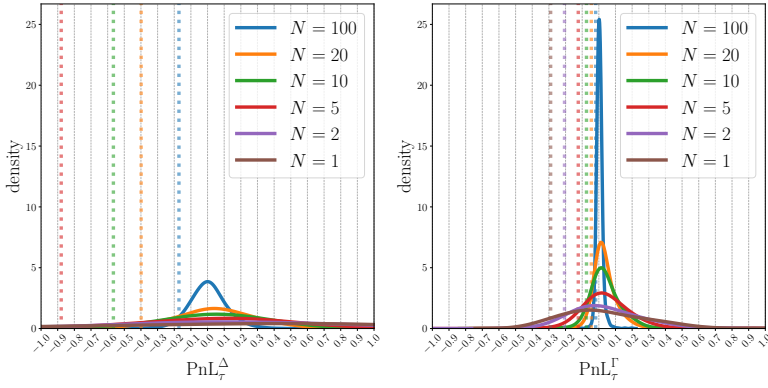 25
20
15
10
5
0
density
N = 100
N = 20
N = 10
N = 5
N = 2
N = 1
−1.0 −0.9 −0.8 −0.7 −0.6 −0.5 −0.4 −0.3 −0.2 −0.1 0.0 0.1 0.2 0.3 0.4 0.5 0.6 0.7 0.8 0.9 1.0
PnL^Δ_τ
25
20
15
10
5
0
density
N = 100
N = 20
N = 10
N = 5
N = 2
N = 1
−1.0 −0.9 −0.8 −0.7 −0.6 −0.5 −0.4 −0.3 −0.2 −0.1 0.0 0.1 0.2 0.3 0.4 0.5 0.6 0.7 0.8 0.9 1.0
PnL^Γ_τ